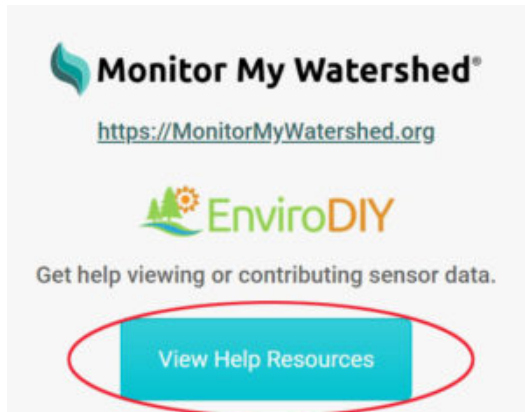 Monitor My Watershed®
https://MonitorMyWatershed.org
EnviroDIY
Get help viewing or contributing sensor data.
View Help Resources